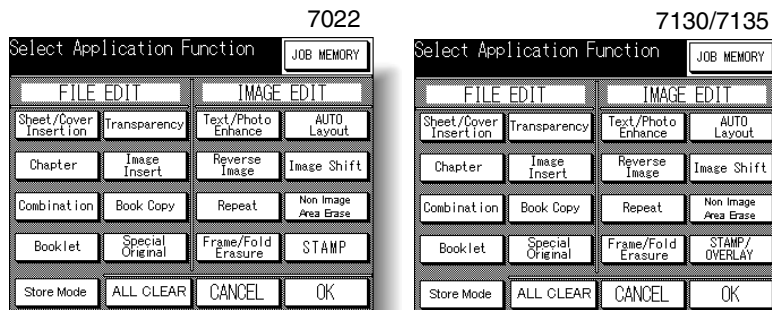 7022
Select Application Function
JOB MEMORY
FILE EDIT
IMAGE EDIT
Sheet/Cover
Insertion
Transparency
Text/Photo
Enhance
AUTO
Layout
Chapter
Image
Insert
Reverse
Image
Image Shift
Combination
Book Copy
Repeat
Non Image
Area Erase
Booklet
Special
Original
Frame/Fold
Erasure
STAMP
Store Mode
ALL CLEAR
CANCEL
OK
7130/7135
Select Application Function
JOB MEMORY
FILE EDIT
IMAGE EDIT
Sheet/Cover
Insertion
Transparency
Text/Photo
Enhance
AUTO
Layout
Chapter
Image
Insert
Reverse
Image
Image Shift
Combination
Book Copy
Repeat
Non Image
Area Erase
Booklet
Special
Original
Frame/Fold
Erasure
STAMP/
OVERLAY
Store Mode
ALL CLEAR
CANCEL
OK